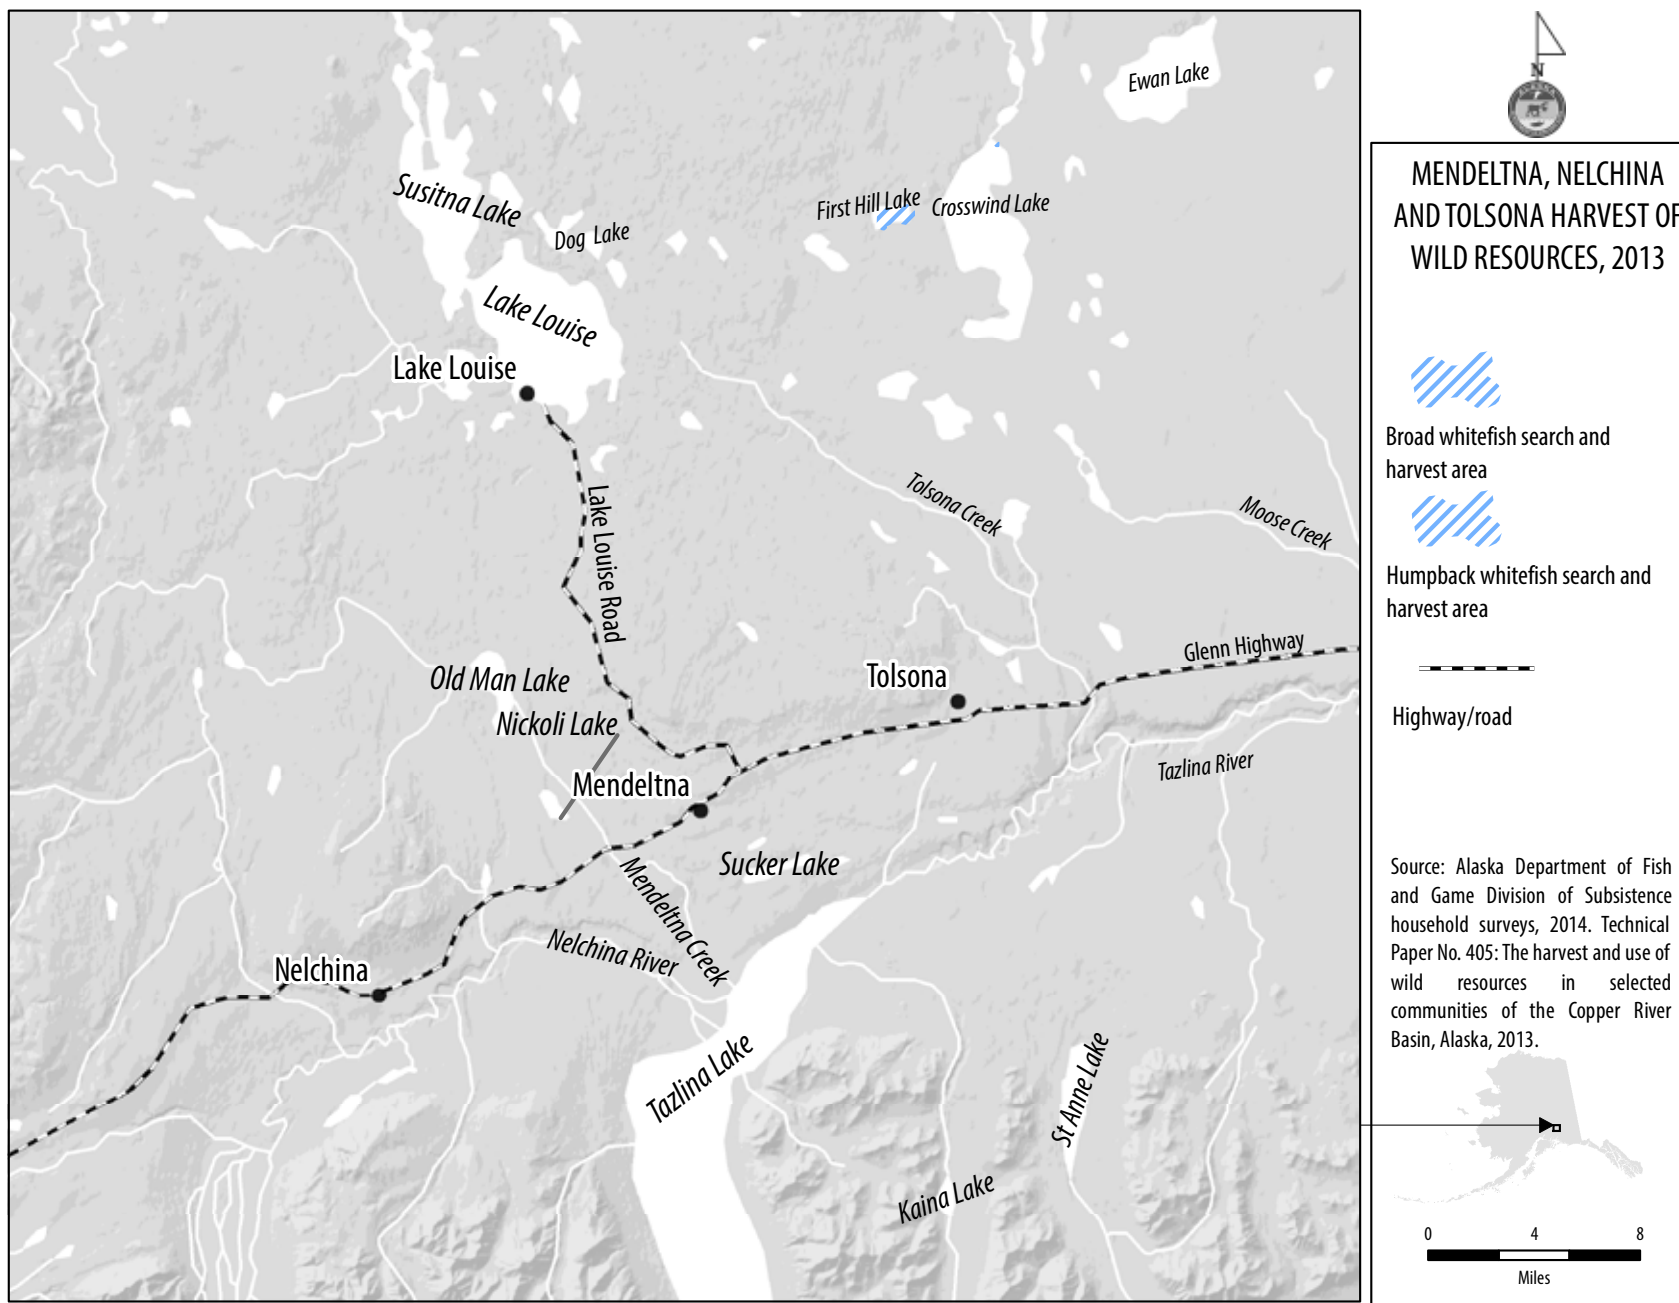 Ewan Lake
Susitna Lake
First Hill Lake
Crosswind Lake
Dog Lake
Lake Louise
Lake Louise
Lake Louise Road
Tolsona Creek
Moose Creek
Glenn Highway
Old Man Lake
Tolsona
Nickoli Lake
Mendeltna
Tazlina River
Sucker Lake
Mendeltna Creek
Nelchina River
Nelchina
Tazlina Lake
St Anne Lake
Kaina Lake
N
ALASKA
MENDELTNA, NELCHINA
AND TOLSONA HARVEST OF
WILD RESOURCES, 2013
Broad whitefish search and
harvest area
Humpback whitefish search and
harvest area
Highway/road
Source: Alaska Department of Fish
and Game Division of Subsistence
household surveys, 2014. Technical
Paper No. 405: The harvest and use of
wild resources in selected
communities of the Copper River
Basin, Alaska, 2013.
0 4 8
Miles